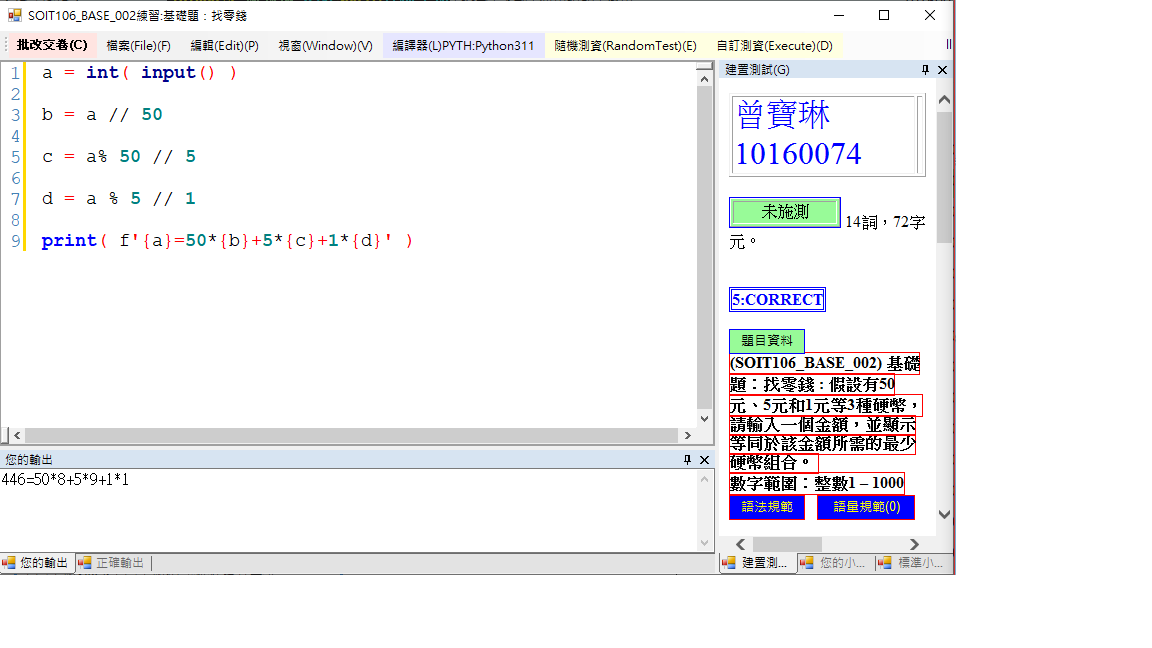 SOIT106_BASE_002練習:基礎題：找零錢
批改交卷(C) 檔案(File)(F) 編輯(Edit)(P) 視窗(Window)(V) 編譯器(L)PYTH:Python311 隨機測資(RandomTest)(E) 自訂測資(Execute)(D)
1 a = int( input() )
2
3 b = a // 50
4
5 c = a% 50 // 5
6
7 d = a % 5 // 1
8
9 print( f'{a}=50*{b}+5*{c}+1*{d}' )
您的輸出
446=50*8+5*9+1*1
您的輸出 正確輸出
建置測試(G)
曾寶琳
10160074
未施測 14詞，72字
元。
5:CORRECT
題目資料
(SOIT106_BASE_002) 基礎
題：找零錢 : 假設有50
元、5元和1元等3種硬幣，
請輸入一個金額，並顯示
等同於該金額所需的最少
硬幣組合。
數字範圍：整數1 – 1000
語法規範 語量規範(0)
建置測... 您的小... 標準小...